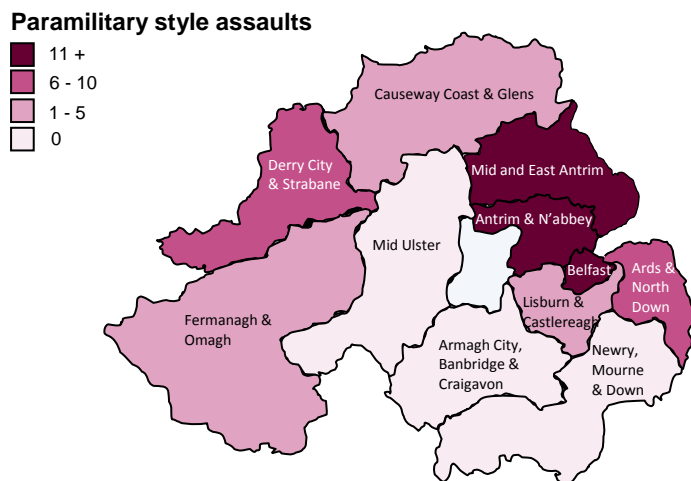 Paramilitary style assaults
11 +
6 - 10
1 - 5
0
Causeway Coast & Glens
Derry City
& Strabane
Mid and East Antrim
Antrim & N'abbey
Mid Ulster
Belfast
Ards &
North
Down
Lisburn &
Castlereagh
Fermanagh &
Omagh
Armagh City,
Banbridge &
Craigavon
Newry,
Mourne
& Down